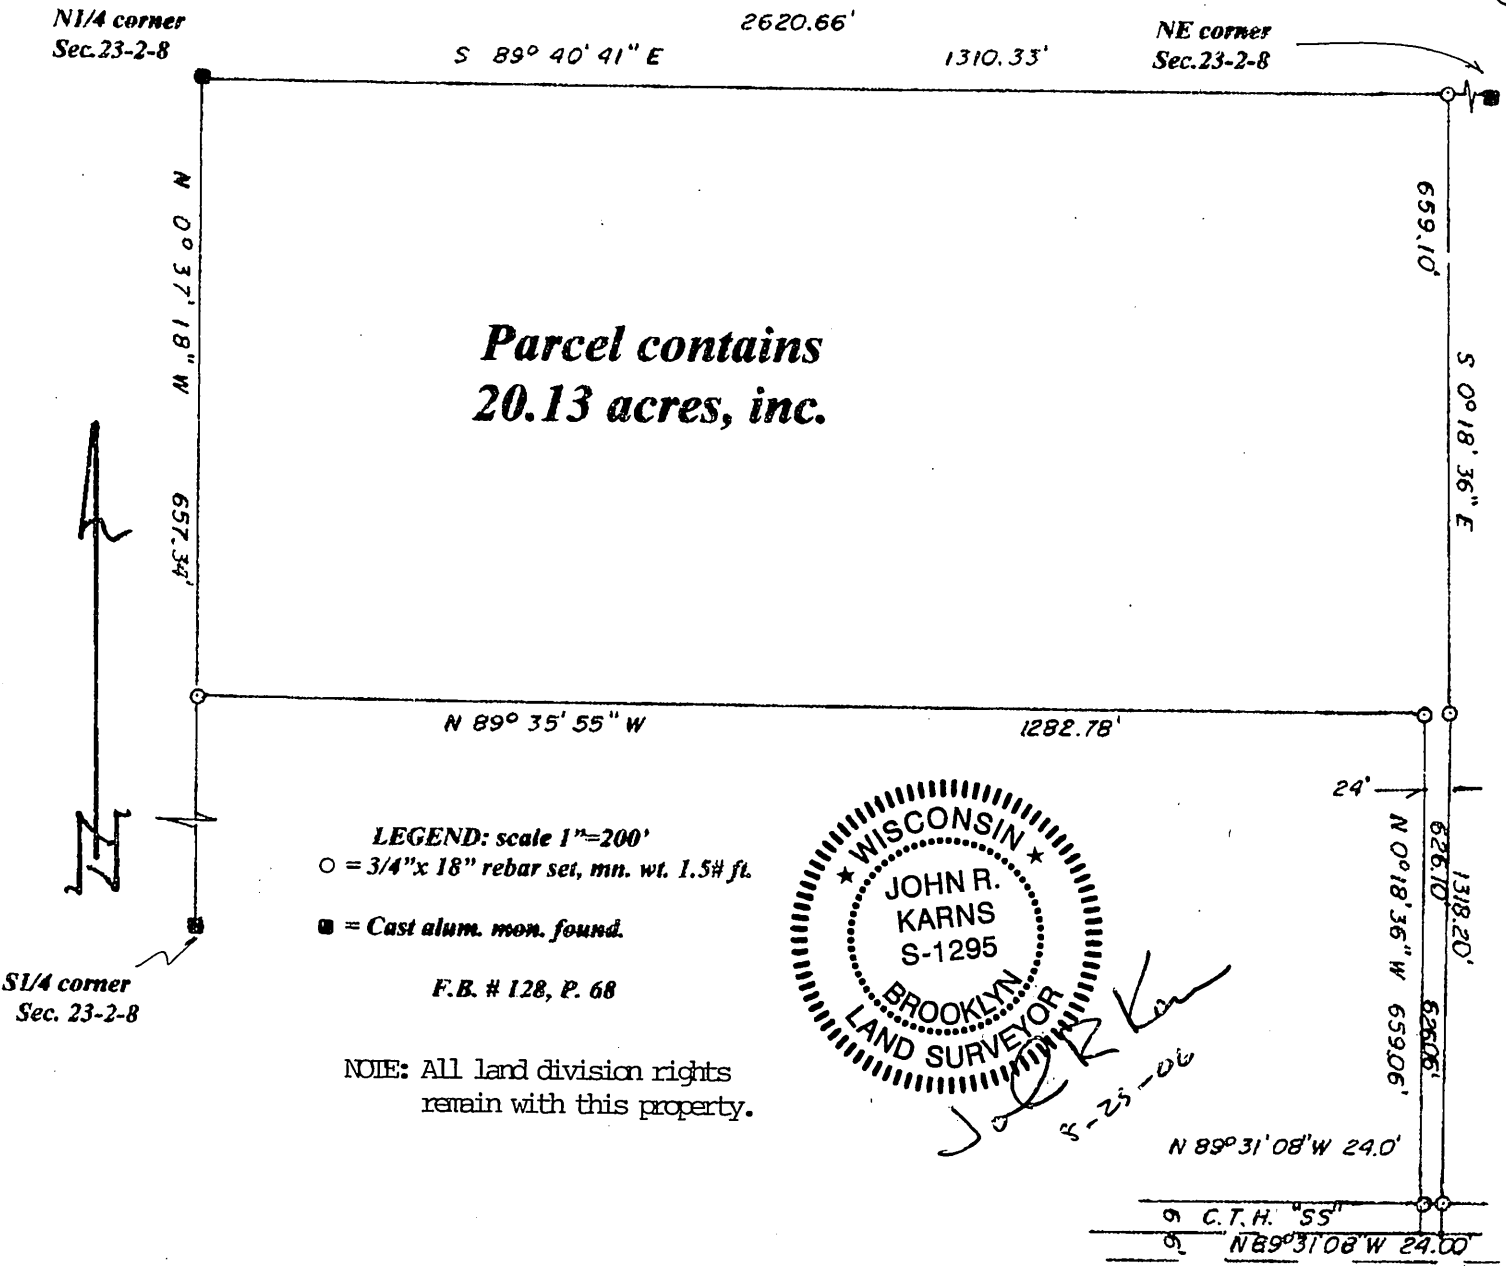 N1/4 corner
Sec.23-2-8
2620.66'
S 89° 40' 41" E
1310.33'
NE corner
Sec.23-2-8
N 0° 37' 18" W
657.34'
659.10'
S 0° 18' 36" E
Parcel contains
20.13 acres, inc.
N 89° 35' 55" W
1282.78'
24'
626.10'
1318.20'
N 0° 18' 36" W 659.06'
626.06'
LEGEND: scale 1"=200'
= 3/4"x 18" rebar set, mn. wt. 1.5# ft.
= Cast alum. mon. found.
F.B. # 128, P. 68
S1/4 corner
Sec. 23-2-8
NOTE: All land division rights
remain with this property.
WISCONSIN
JOHN R.
KARNS
S-1295
BROOKLYN
LAND SURVEYOR
N 89° 31' 08" W 24.0'
C.T.H. "SS"
66'
N 89° 31' 08" W 24.00'